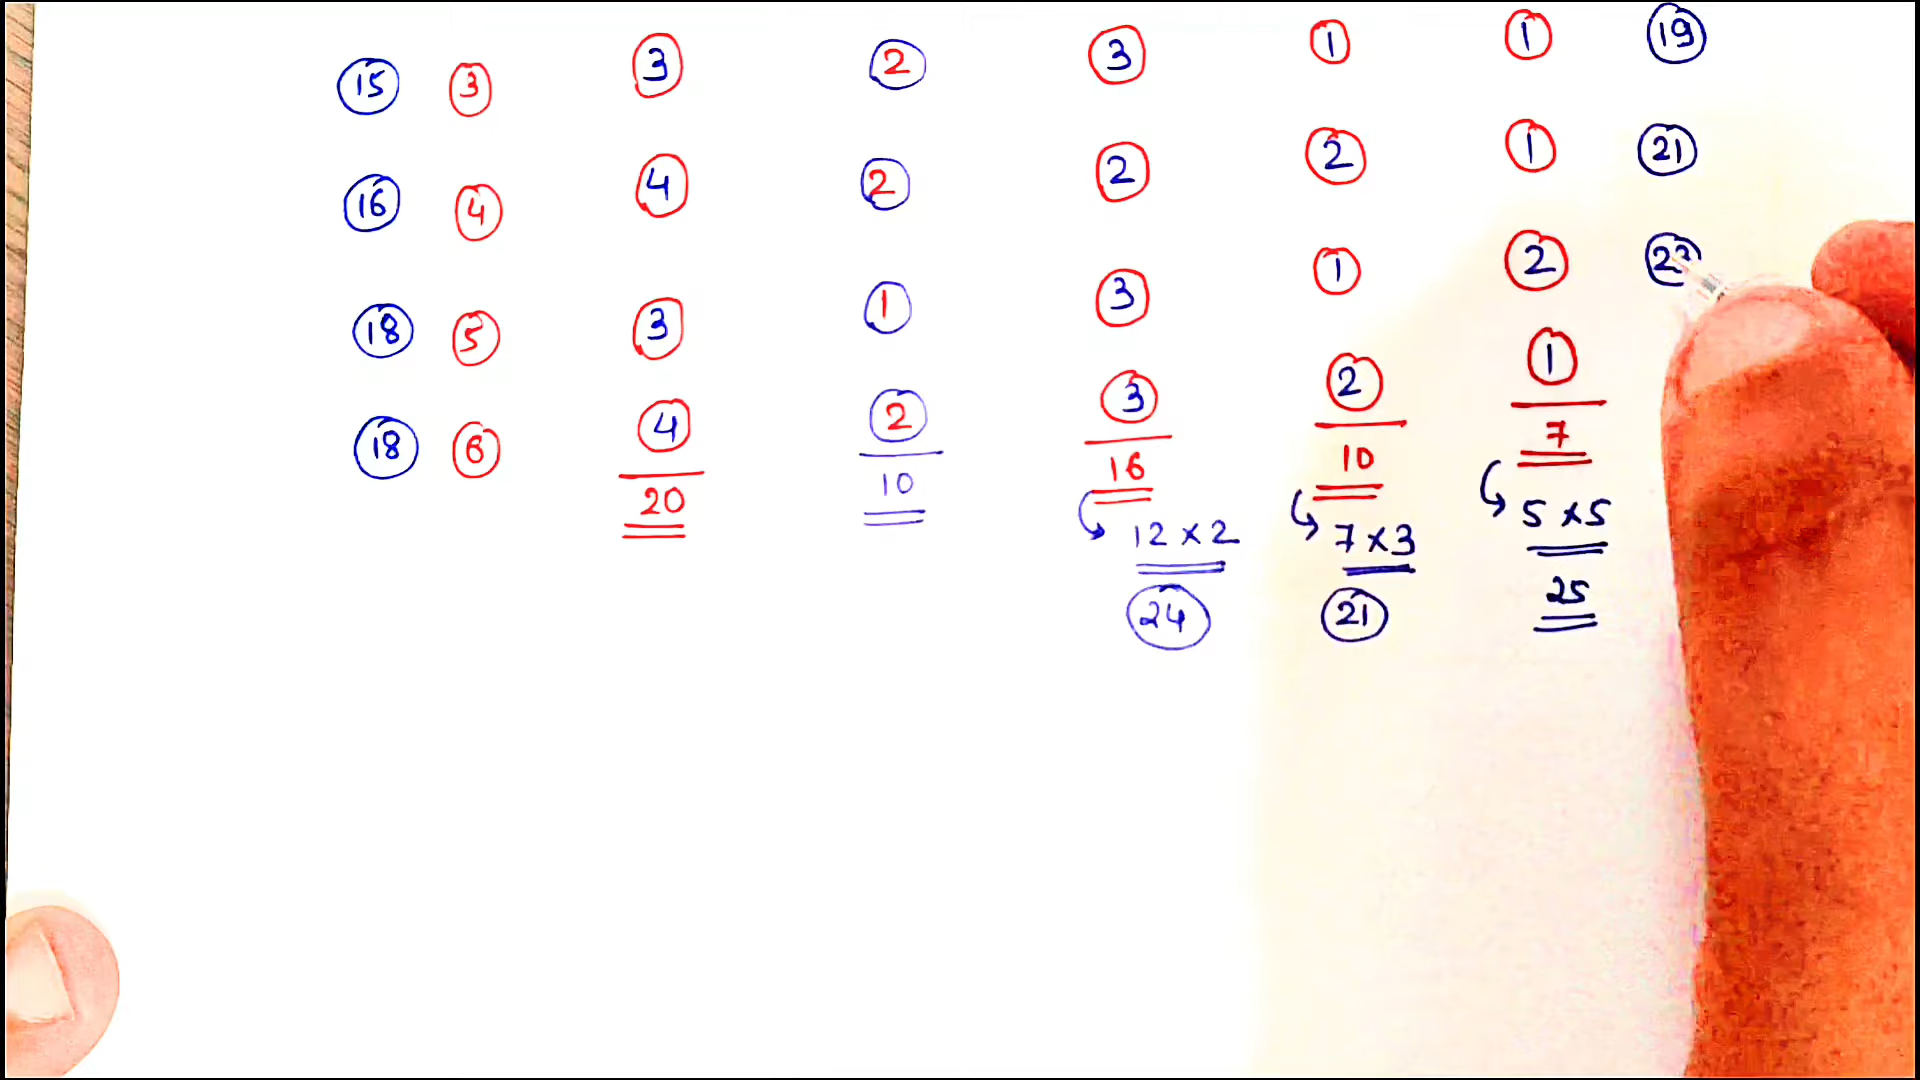 15 3 3 2 3 1 1 19
16 4 4 2 2 2 1 21
18 5 3 1 3 1 2
18 6 4 2 3 2 1
20 10 16 10 7
12 × 2 7 × 3 5 × 5
24 21 25